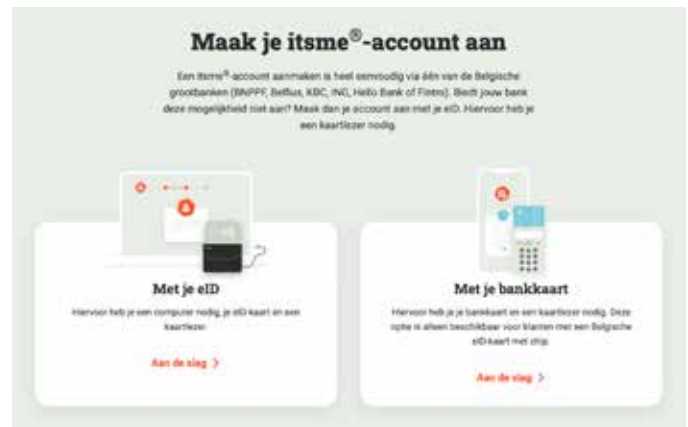 Maak je itsme®-account aan
Een itsme®-account aanmaken is heel eenvoudig via één van de Belgische
grootbanken (BNPPF, Belfius, KBC, ING, Hello Bank of Fintro). Biedt jouw bank
deze mogelijkheid niet aan? Maak dan je account aan met je eID. Hiervoor heb je
een kaartlezer nodig.
Met je eID
Hiervoor heb je een computer nodig, je eID-kaart en een
kaartlezer.
Aan de slag >
Met je bankkaart
Hiervoor heb je je bankkaart en een kaartlezer nodig. Deze
optie is alleen beschikbaar voor klanten met een Belgische
eID-kaart met chip.
Aan de slag >